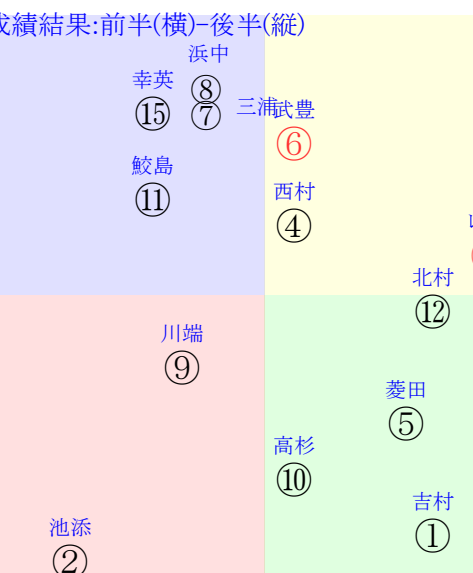 成績結果:前半(横)-後半(縦)
浜中
⑧
幸英
⑮
⑦
三浦
武豊
⑥
鮫島
⑪
西村
④
北村
⑫
川端
⑨
菱田
⑤
高杉
⑩
吉村
①
池添
②